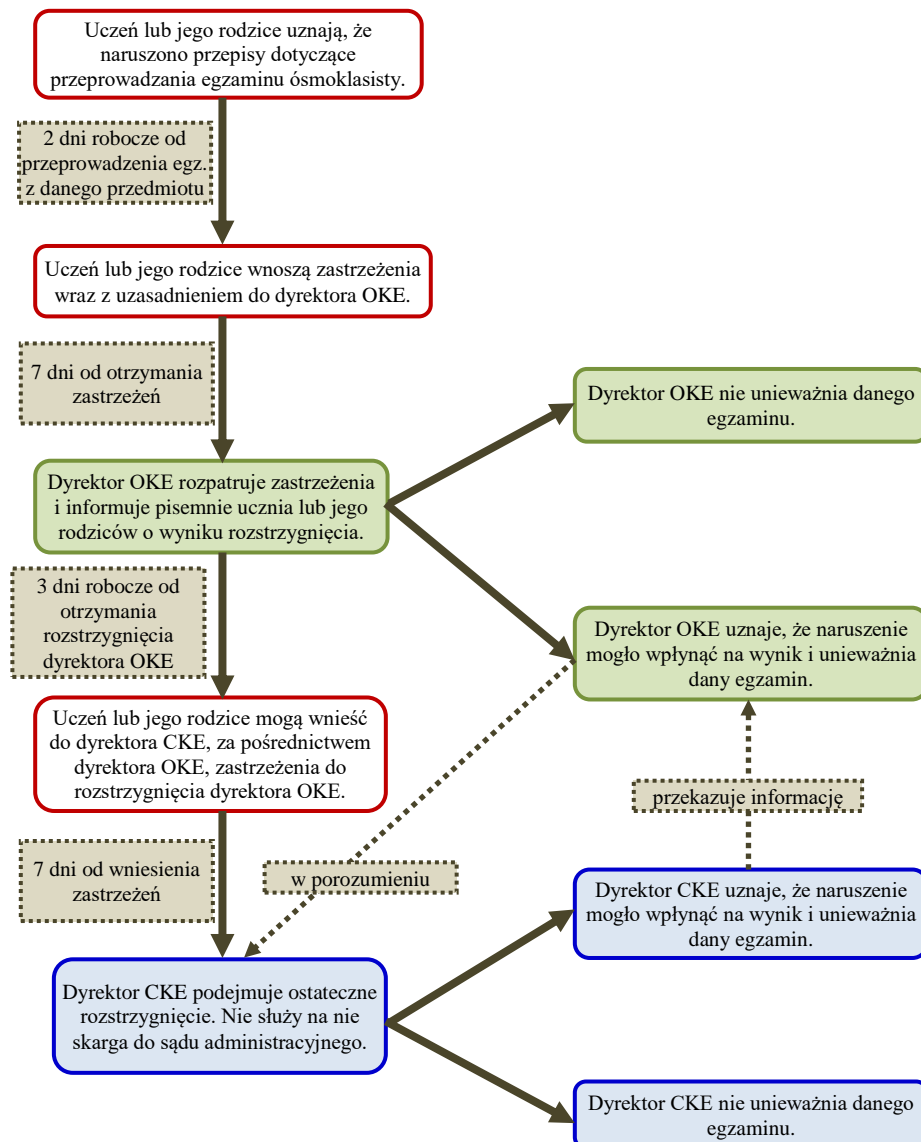 Uczeń lub jego rodzice uznają, że
naruszono przepisy dotyczące
przeprowadzania egzaminu ósmoklasisty.
2 dni robocze od
przeprowadzenia egz.
z danego przedmiotu
Uczeń lub jego rodzice wnoszą zastrzeżenia
wraz z uzasadnieniem do dyrektora OKE.
7 dni od otrzymania
zastrzeżeń
Dyrektor OKE nie unieważnia danego
egzaminu.
Dyrektor OKE rozpatruje zastrzeżenia
i informuje pisemnie ucznia lub jego
rodziców o wyniku rozstrzygnięcia.
3 dni robocze od
otrzymania
rozstrzygnięcia
dyrektora OKE
Dyrektor OKE uznaje, że naruszenie
mogło wpłynąć na wynik i unieważnia
dany egzamin.
Uczeń lub jego rodzice mogą wnieść
do dyrektora CKE, za pośrednictwem
dyrektora OKE, zastrzeżenia do
rozstrzygnięcia dyrektora OKE.
przekazuje informację
7 dni od wniesienia
zastrzeżeń
w porozumieniu
Dyrektor CKE uznaje, że naruszenie
mogło wpłynąć na wynik i unieważnia
dany egzamin.
Dyrektor CKE podejmuje ostateczne
rozstrzygnięcie. Nie służy na nie
skarga do sądu administracyjnego.
Dyrektor CKE nie unieważnia danego
egzaminu.